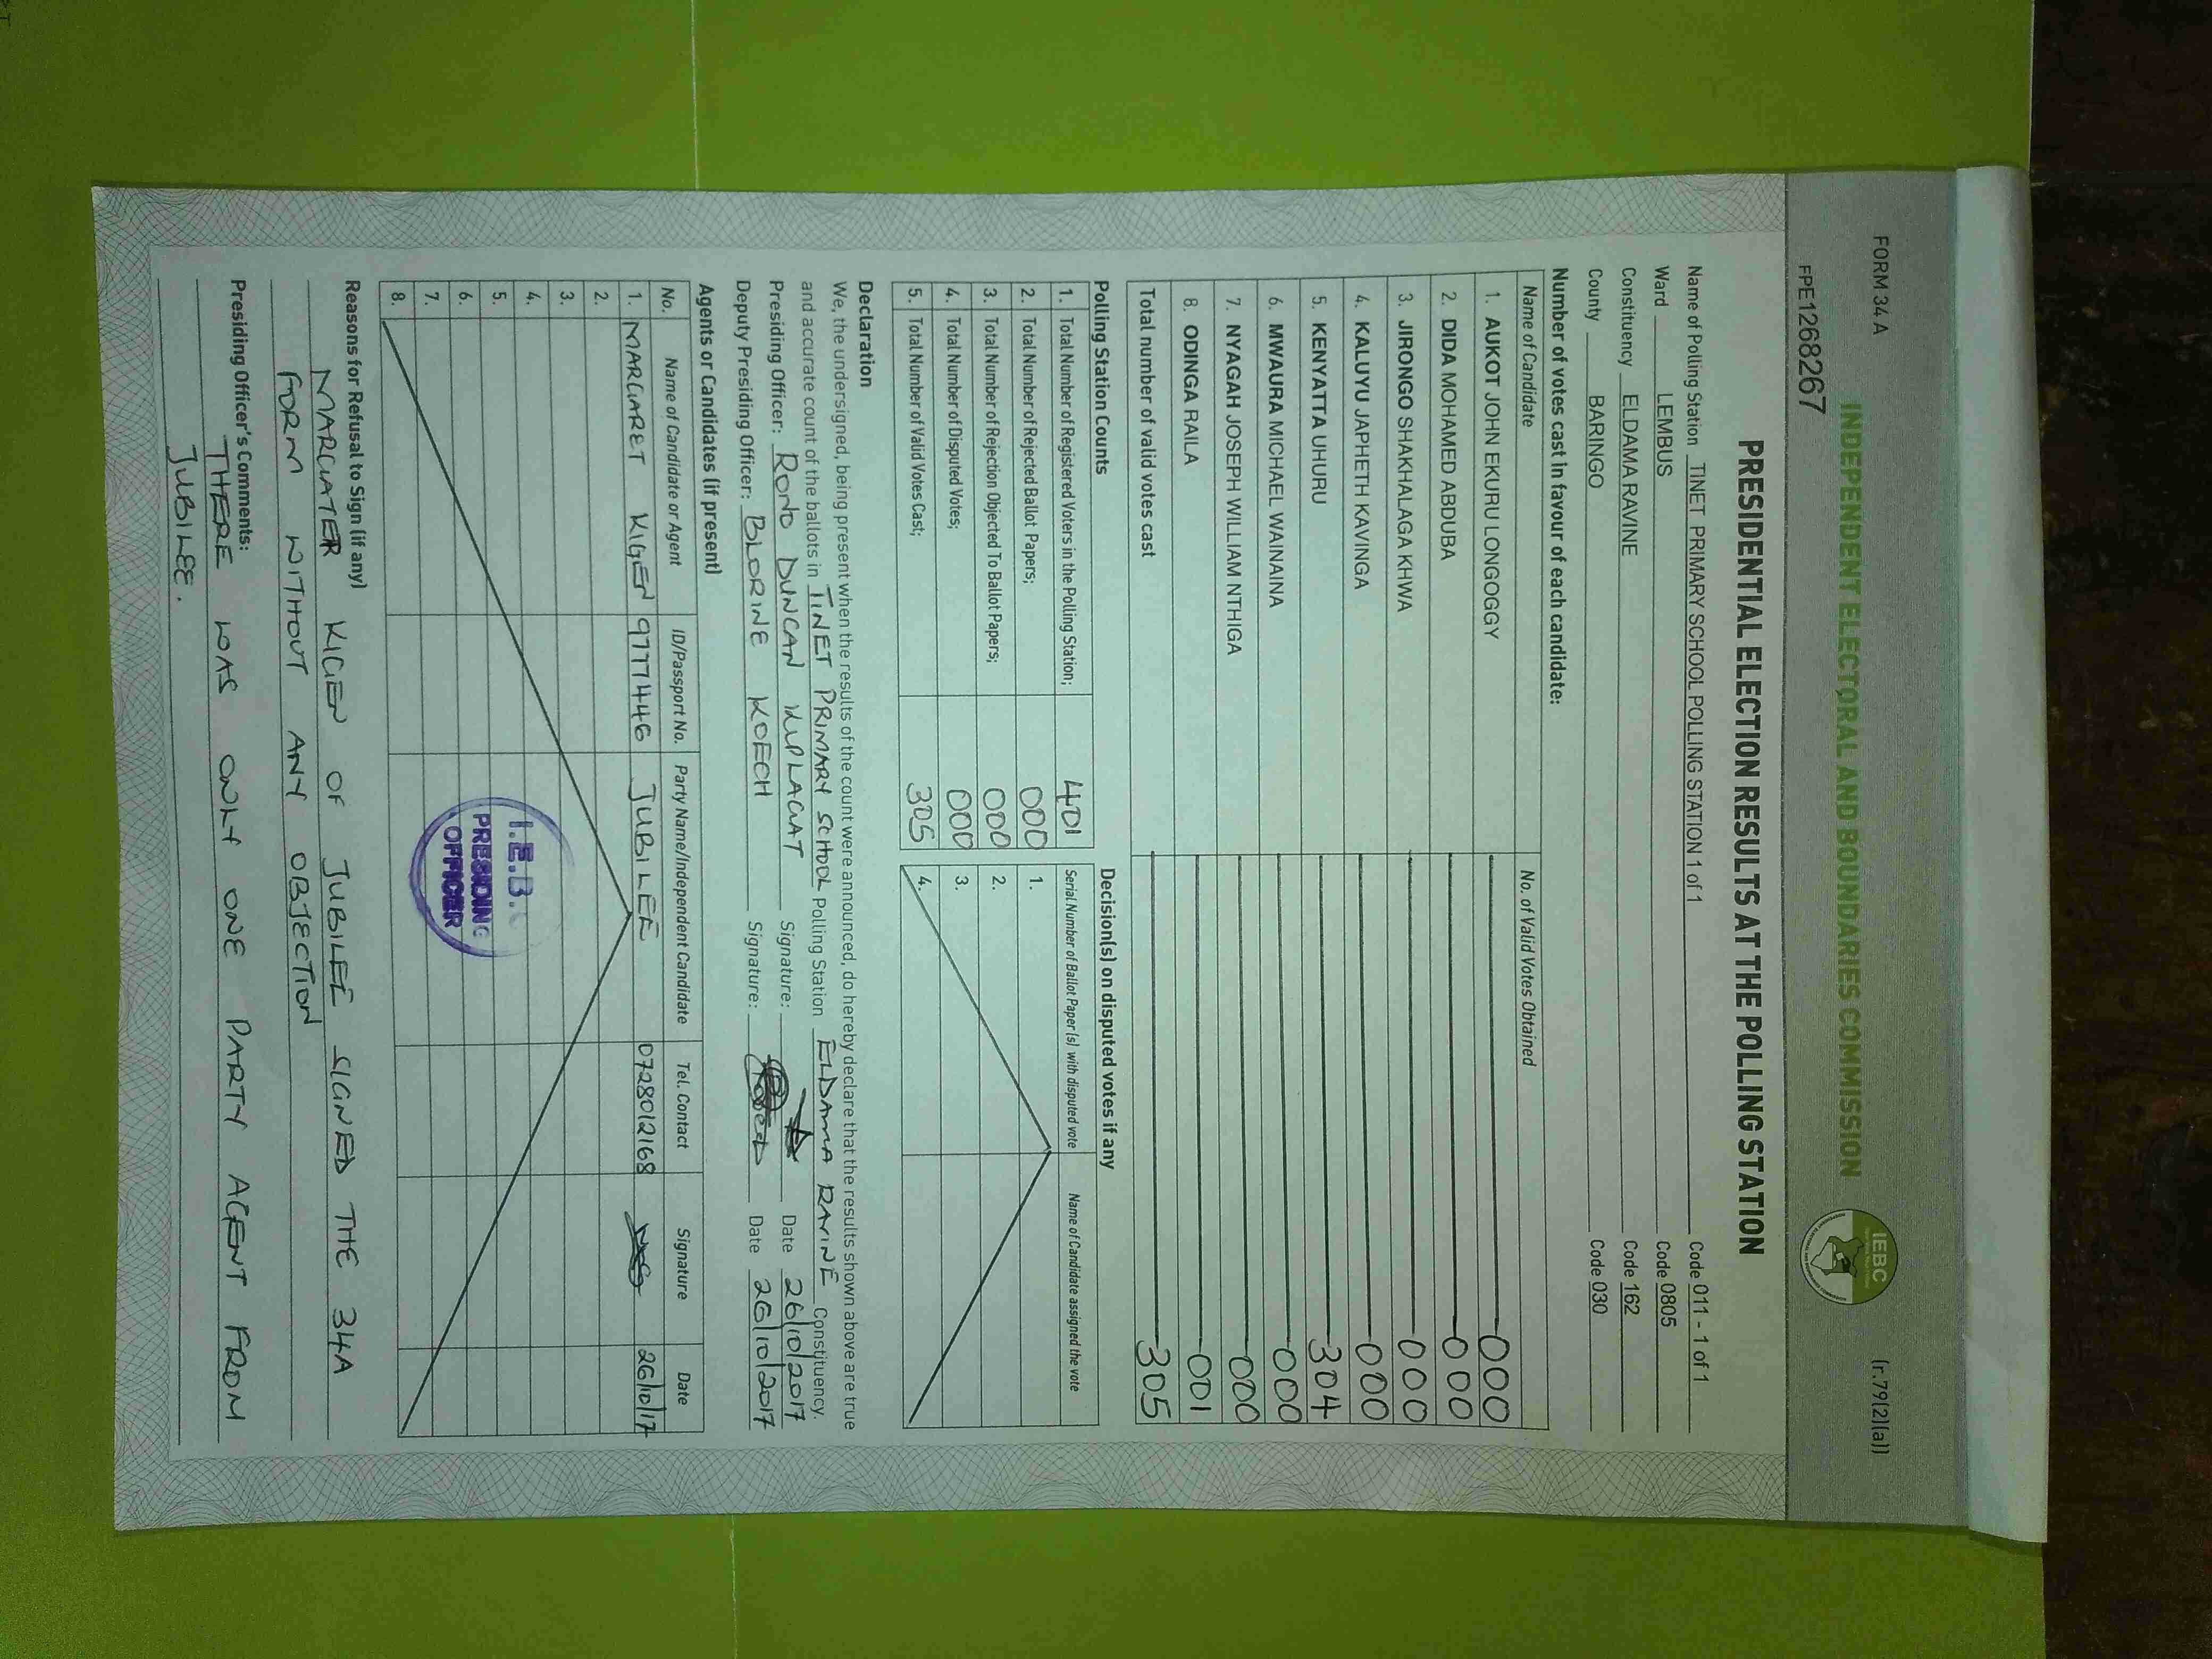 FORM 34 A
(r.79(2)(a))
INDEPENDENT ELECTORAL AND BOUNDARIES COMMISSION
IEBC
FPE1268267
PRESIDENTIAL ELECTION RESULTS AT THE POLLING STATION
Name of Polling Station TINET PRIMARY SCHOOL POLLING STATION 1 of 1 Code 011 - 1 of 1
Ward LEMBUS Code 0805
Constituency ELDAMA RAVINE Code 162
County BARINGO Code 030
Number of votes cast in favour of each candidate:
Name of Candidate No. of Valid Votes Obtained
1. AUKOT JOHN EKURU LONGOGGY 000
2. DIDA MOHAMED ABDUBA 000
3. JIRONGO SHAKHALAGA KHWA 000
4. KALUYU JAPHETH KAVINGA 000
5. KENYATTA UHURU 304
6. MWAURA MICHAEL WAINAINA 000
7. NYAGAH JOSEPH WILLIAM NTHIGA 000
8. ODINGA RAILA 001
Total number of valid votes cast 305
Polling Station Counts
1. Total Number of Registered Voters in the Polling Station; 401
2. Total Number of Rejected Ballot Papers; 000
3. Total Number of Rejection Objected To Ballot Papers; 000
4. Total Number of Disputed Votes; 000
5. Total Number of Valid Votes Cast; 305
Decision(s) on disputed votes if any
Serial Number of Ballot Paper(s) with disputed vote Name of Candidate assigned the vote
1.
2.
3.
4.
Declaration
We, the undersigned, being present when the results of the count were announced, do hereby declare that the results shown above are true
and accurate count of the ballots in TINET PRIMARY SCHOOL Polling Station ELDAMA RAVINE Constituency.
Presiding Officer: RONO DUNCAN KIPLAGAT Signature: Date 26/10/2017
Deputy Presiding Officer: BLORINE KOECH Signature: Date 26/10/2017
Agents or Candidates (if present)
No. Name of Candidate or Agent ID/Passport No. Party Name/Independent Candidate Tel. Contact Signature Date
1. MARGARET KIGEN 9777446 JUBILEE 0728012168 26/10/17
2.
3.
4.
5.
6.
7.
8.
I.E.B.C
PRESIDING
OFFICER
Reasons for Refusal to Sign (if any)
MARGATER KIGEN OF JUBILEE SIGNED THE 34A
FORM WITHOUT ANY OBJECTION
Presiding Officer's Comments:
THERE WAS ONLY ONE PARTY AGENT FROM
JUBILEE.